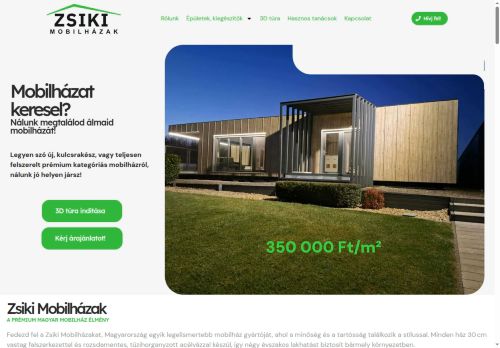 ZSIKI
MOBILHÁZAK
Rólunk
Épületek, kiegészítők
3D túra
Hasznos tanácsok
Kapcsolat
Hívj fel!
Mobilházat
keresel?
Nálunk megtalálod álmaid
mobilházát!
Legyen szó új, kulcsrakész, vagy teljesen
felszerelt prémium kategóriás mobilházról,
nálunk jó helyen jársz!
3D túra indítása
Kérj árajánlatot!
350 000 Ft/m²
Zsiki Mobilházak
A PRÉMIUM MAGYAR MOBILHÁZ ÉLMÉNY
Fedezd fel a Zsiki Mobilházakat, Magyarország egyik legelismertebb mobilház gyártóját, ahol a minőség és a tartósság találkozik a stílussal. Minden ház 30 cm
vastag falszerkezettel és rozsdamentes, tűzihorganyzott acélvázzal készül, így négy évszakos lakhatást biztosít bármely környezetben.